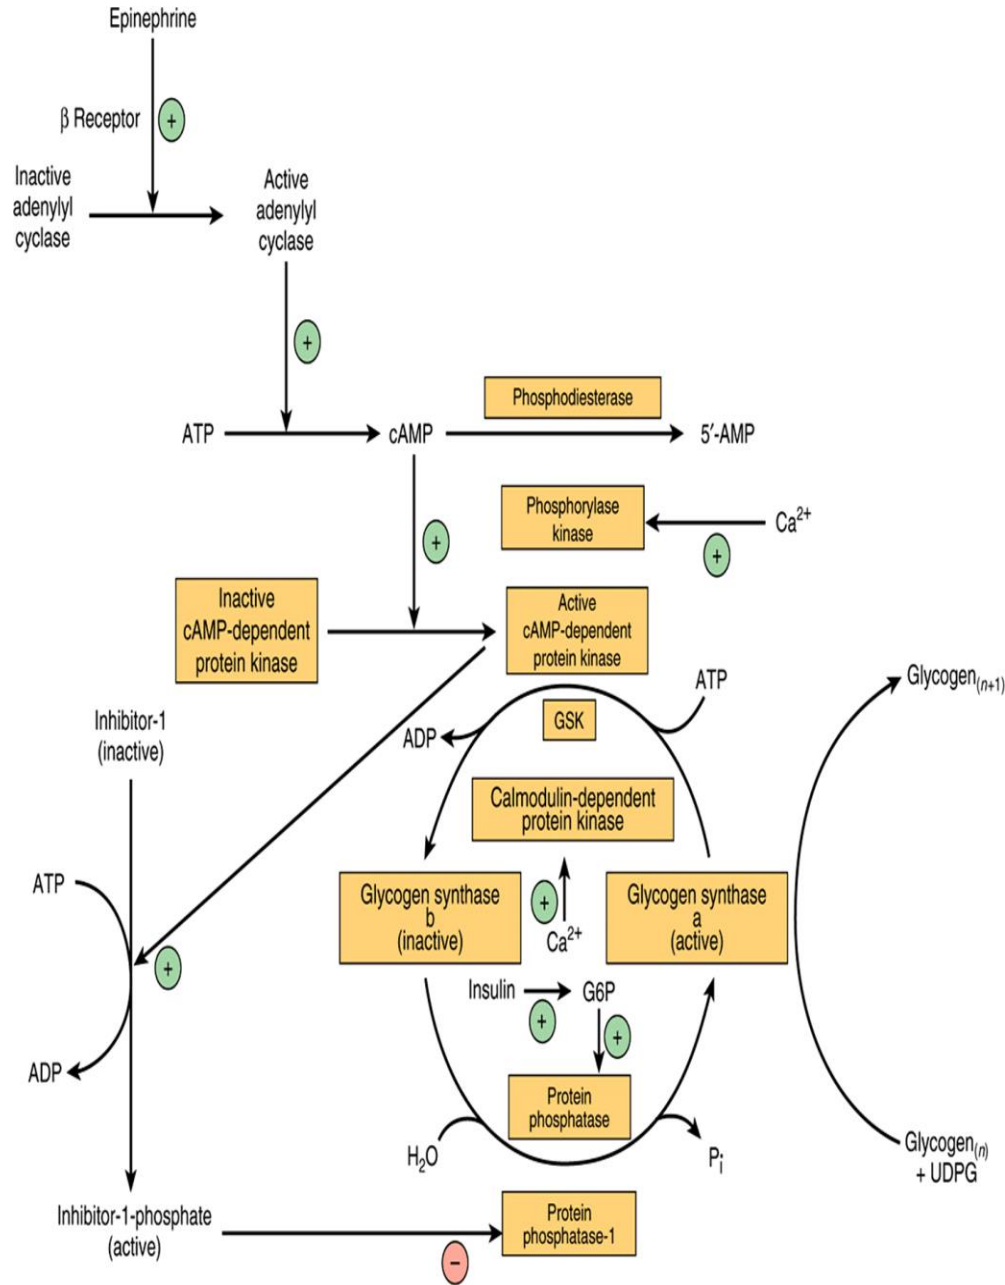 Epinephrine
β Receptor
+
Inactive
adenylyl
cyclase
Active
adenylyl
cyclase
+
Phosphodiesterase
ATP
cAMP
5′-AMP
Phosphorylase
kinase
Ca2+
+
+
Inactive
cAMP-dependent
protein kinase
Active
cAMP-dependent
protein kinase
ATP
Glycogen(n+1)
Inhibitor-1
(inactive)
ADP
GSK
Calmodulin-dependent
protein kinase
ATP
Glycogen synthase
b
(inactive)
+
Ca2+
Glycogen synthase
a
(active)
+
Insulin
+
G6P
+
ADP
Protein
phosphatase
H2O
Pi
Glycogen(n)
+ UDPG
Inhibitor-1-phosphate
(active)
−
Protein
phosphatase-1